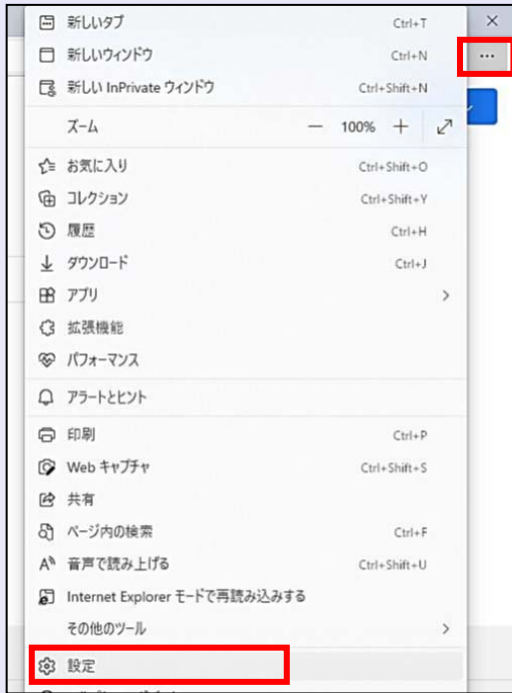 新しいタブ Ctrl+T
新しいウィンドウ Ctrl+N
新しい InPrivate ウィンドウ Ctrl+Shift+N
ズーム — 100% +
お気に入り Ctrl+Shift+O
コレクション Ctrl+Shift+Y
履歴 Ctrl+H
ダウンロード Ctrl+J
アプリ
拡張機能
パフォーマンス
アラートとヒント
印刷 Ctrl+P
Web キャプチャ Ctrl+Shift+S
共有
ページ内の検索 Ctrl+F
音声で読み上げる Ctrl+Shift+U
Internet Explorer モードで再読み込みする
その他のツール
設定